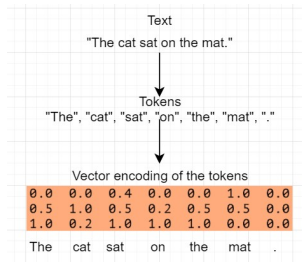 Text
"The cat sat on the mat."
Tokens
"The", "cat", "sat", "on", "the", "mat", "."
Vector encoding of the tokens
0.0 0.0 0.4 0.0 0.0 1.0 0.0
0.5 1.0 0.5 0.2 0.5 0.5 0.0
1.0 0.2 1.0 1.0 1.0 0.0 0.0
The cat sat on the mat .